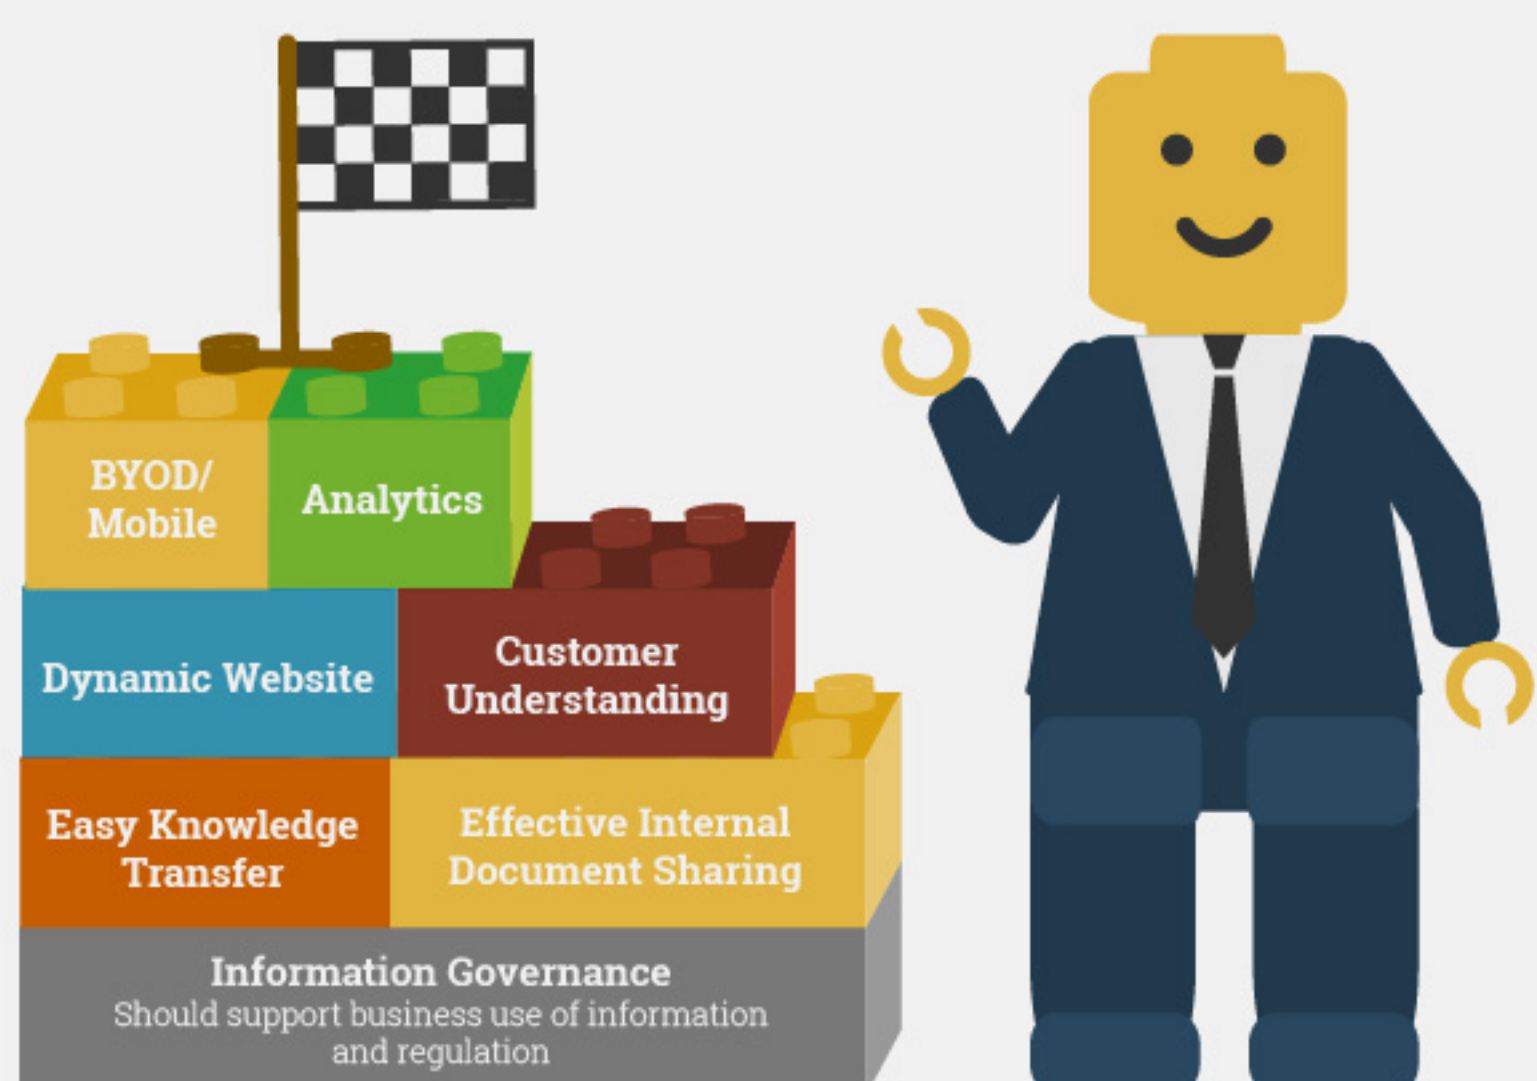 BYOD/
Mobile
Analytics
Dynamic Website
Customer
Understanding
Easy Knowledge
Transfer
Effective Internal
Document Sharing
Information Governance
Should support business use of information
and regulation